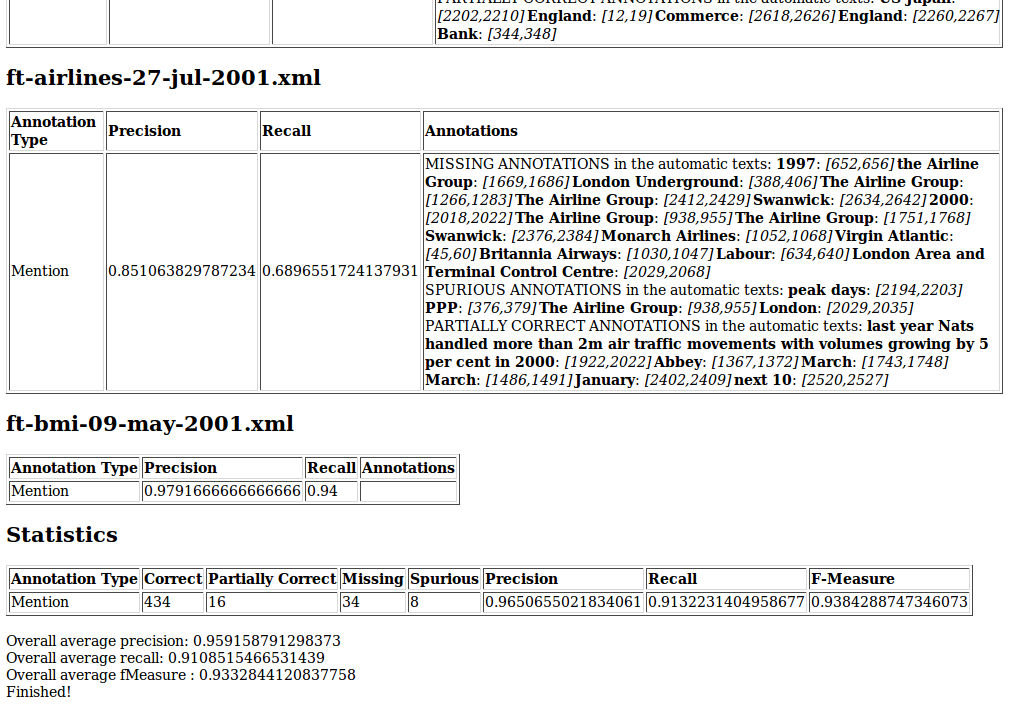 PARTIALLY CORRECT ANNOTATIONS in the automatic texts: US Japan:
[2202,2210] England: [12,19] Commerce: [2618,2626] England: [2260,2267]
Bank: [344,348]
ft-airlines-27-jul-2001.xml
Annotation Type Precision Recall Annotations
Mention 0.851063829787234 0.6896551724137931
MISSING ANNOTATIONS in the automatic texts: 1997: [652,656] the Airline
Group: [1669,1686] London Underground: [388,406] The Airline Group:
[1266,1283] The Airline Group: [2412,2429] Swanwick: [2634,2642] 2000:
[2018,2022] The Airline Group: [938,955] The Airline Group: [1751,1768]
Swanwick: [2376,2384] Monarch Airlines: [1052,1068] Virgin Atlantic:
[45,60] Britannia Airways: [1030,1047] Labour: [634,640] London Area and
Terminal Control Centre: [2029,2068]
SPURIOUS ANNOTATIONS in the automatic texts: peak days: [2194,2203]
PPP: [376,379] The Airline Group: [938,955] London: [2029,2035]
PARTIALLY CORRECT ANNOTATIONS in the automatic texts: last year Nats
handled more than 2m air traffic movements with volumes growing by 5
per cent in 2000: [1922,2022] Abbey: [1367,1372] March: [1743,1748]
March: [1486,1491] January: [2402,2409] next 10: [2520,2527]
ft-bmi-09-may-2001.xml
Annotation Type Precision Recall Annotations
Mention 0.9791666666666666 0.94
Statistics
Annotation Type Correct Partially Correct Missing Spurious Precision Recall F-Measure
Mention 434 16 34 8 0.9650655021834061 0.9132231404958677 0.9384288747346073
Overall average precision: 0.959158791298373
Overall average recall: 0.9108515466531439
Overall average fMeasure : 0.9332844120837758
Finished!